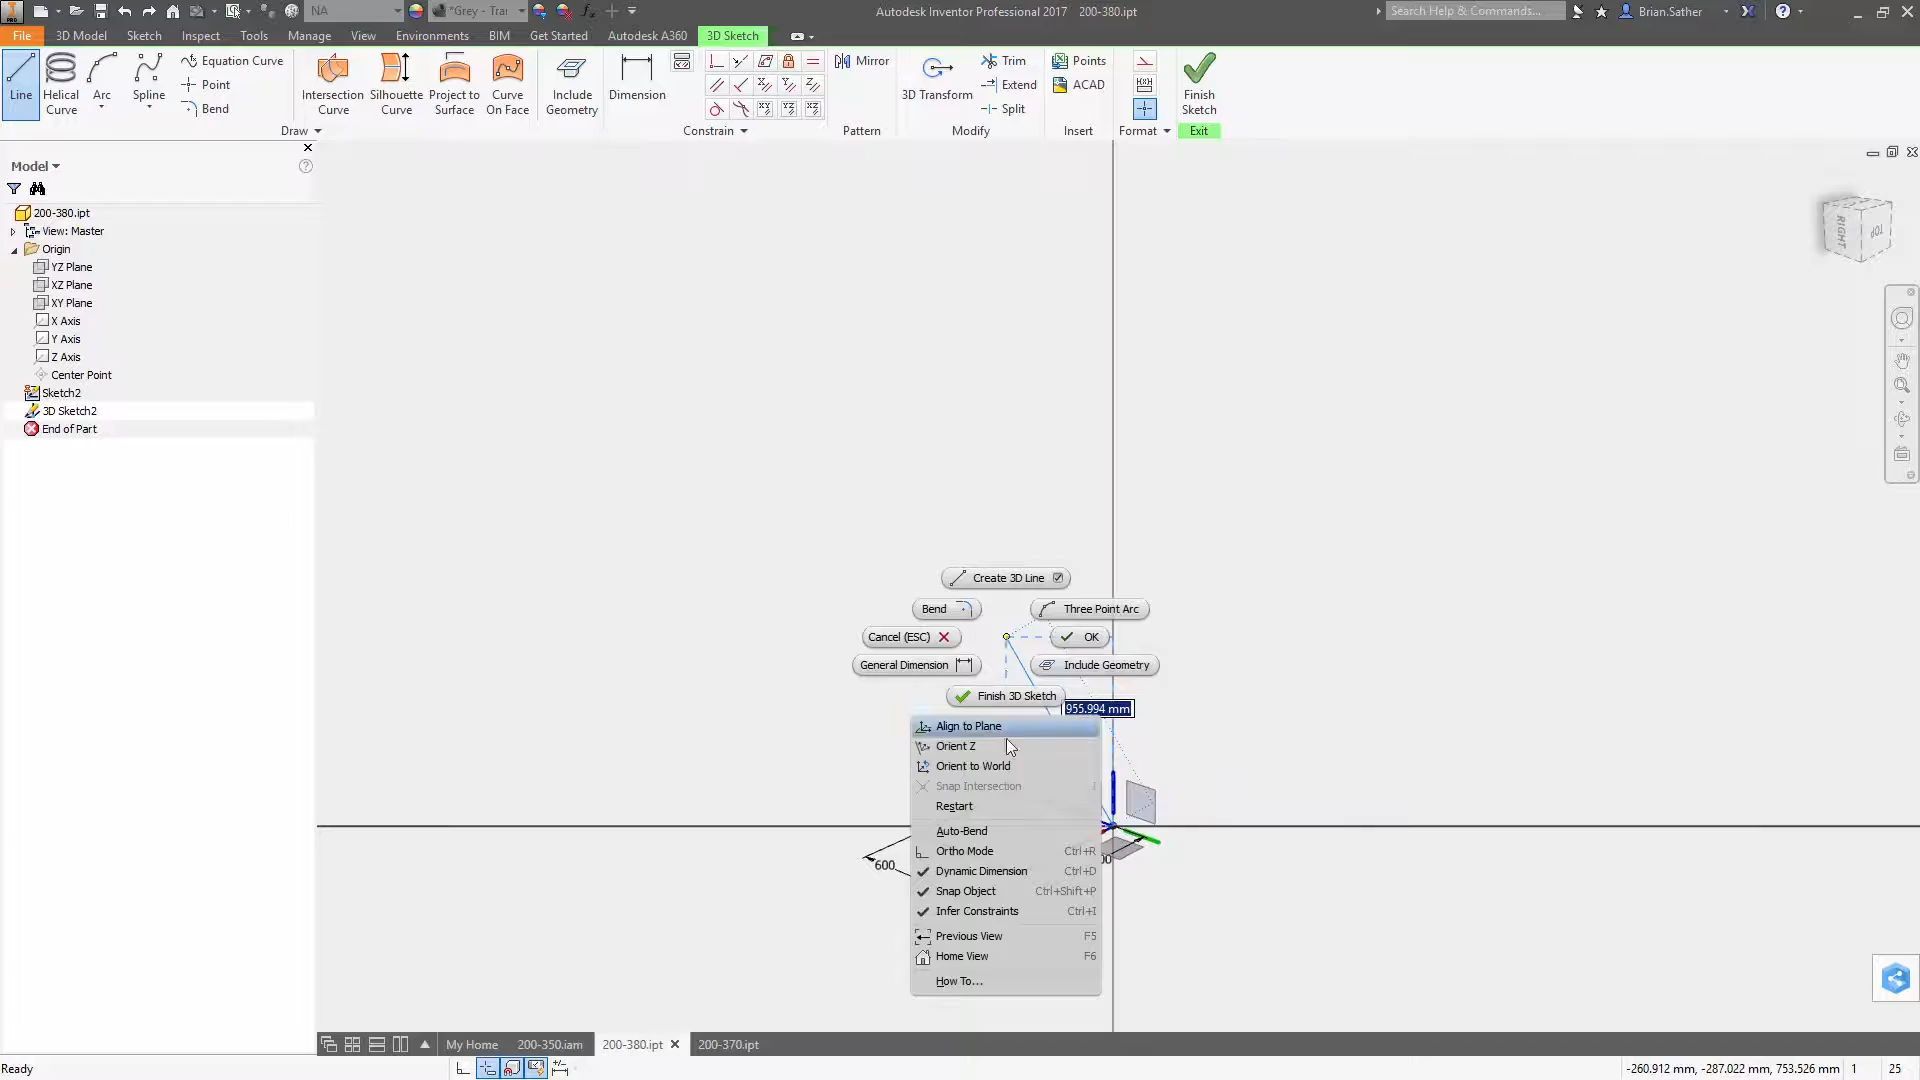 NA
*Grey - Trar
Autodesk Inventor Professional 2017 200-380.ipt
Search Help & Commands...
Brian.Sather
PRO
File 3D Model Sketch Inspect Tools Manage View Environments BIM Get Started Autodesk A360 3D Sketch
Line
Helical Curve
Arc
Spline
Equation Curve
Point
Bend
Intersection Curve
Silhouette Curve
Project to Surface
Curve On Face
Include Geometry
Dimension
Mirror
3D Transform
Trim
Extend
Split
Points
ACAD
Finish Sketch
Draw
Constrain
Pattern
Modify
Insert
Format
Exit
Model
200-380.ipt
View: Master
Origin
YZ Plane
XZ Plane
XY Plane
X Axis
Y Axis
Z Axis
Center Point
Sketch2
3D Sketch2
End of Part
RIGHT
TOP
Create 3D Line
Bend
Three Point Arc
Cancel (ESC)
OK
General Dimension
Include Geometry
Finish 3D Sketch
955.994 mm
Align to Plane
Orient Z
Orient to World
Snap Intersection I
Restart
Auto-Bend
Ortho Mode Ctrl+R
Dynamic Dimension Ctrl+D
Snap Object Ctrl+Shift+P
Infer Constraints Ctrl+I
Previous View F5
Home View F6
How To...
600
My Home 200-350.iam 200-380.ipt 200-370.ipt
Ready
-260.912 mm, -287.022 mm, 753.526 mm 1 25